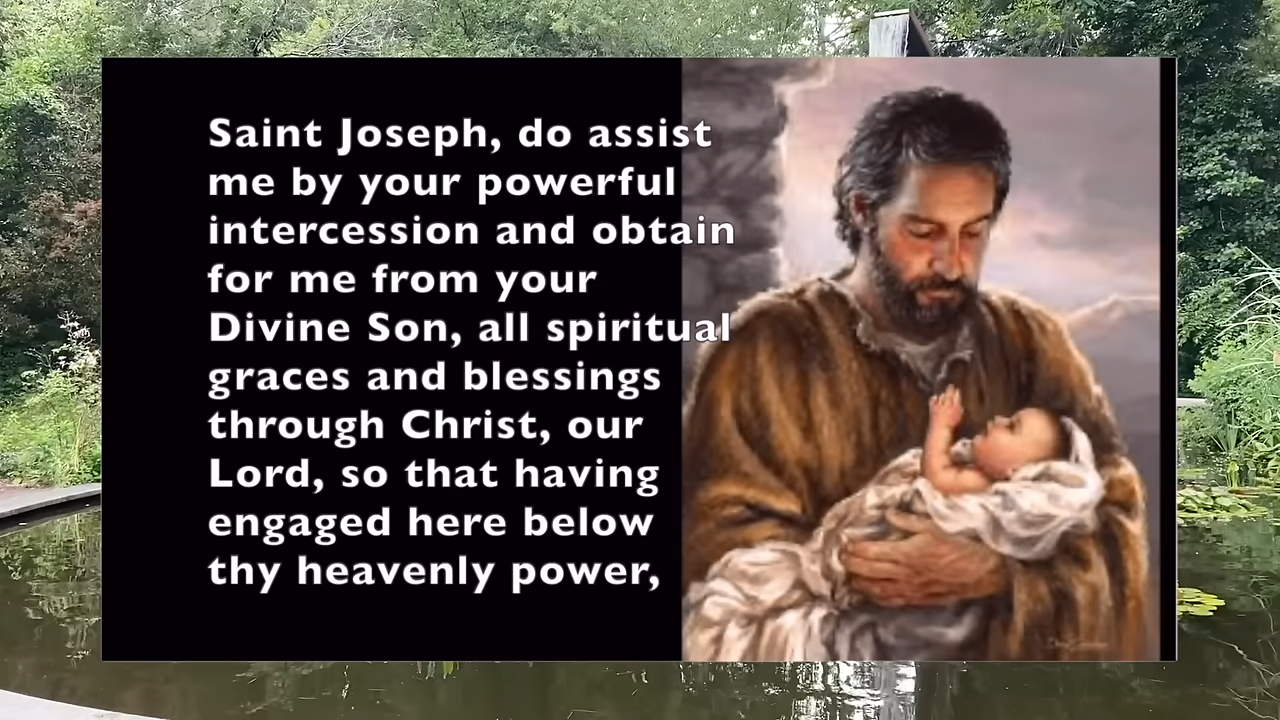 Saint Joseph, do assist
me by your powerful
intercession and obtain
for me from your
Divine Son, all spiritual
graces and blessings
through Christ, our
Lord, so that having
engaged here below
thy heavenly power,